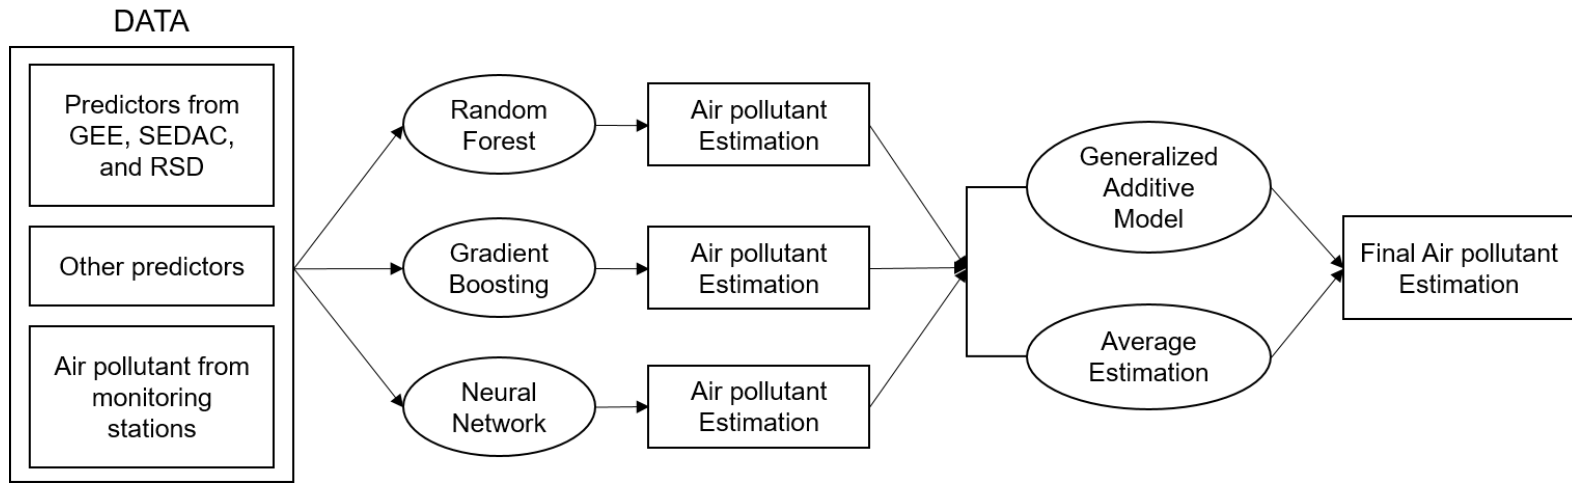 DATA
Predictors from
GEE, SEDAC,
and RSD
Other predictors
Air pollutant from
monitoring
stations
Random
Forest
Gradient
Boosting
Neural
Network
Air pollutant
Estimation
Air pollutant
Estimation
Air pollutant
Estimation
Generalized
Additive
Model
Average
Estimation
Final Air pollutant
Estimation